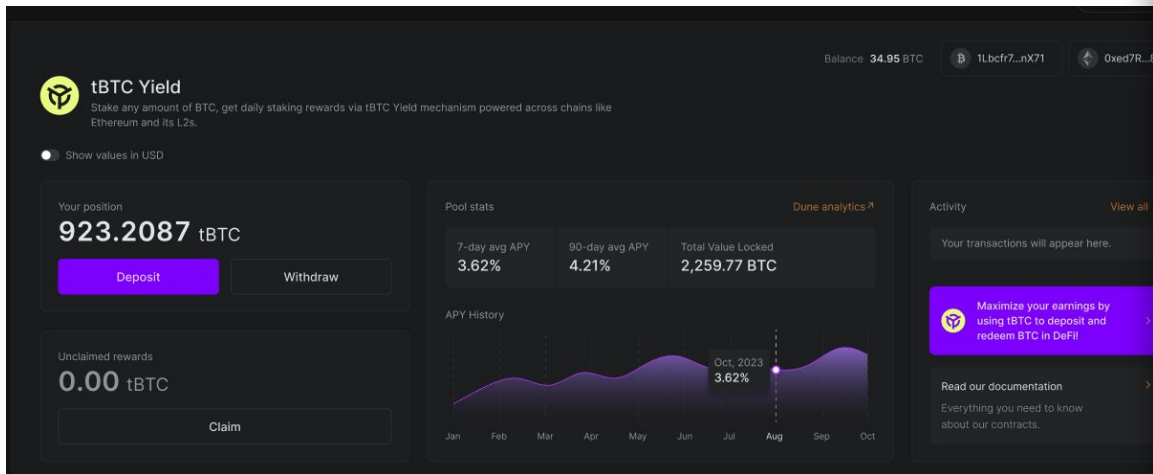 Balance 34.95 BTC
1Lbcfr7...nX71
0xed7R...8
tBTC Yield
Stake any amount of BTC, get daily staking rewards via tBTC Yield mechanism powered across chains like
Ethereum and its L2s.
Show values in USD
Your position
923.2087 tBTC
Deposit
Withdraw
Unclaimed rewards
0.00 tBTC
Claim
Pool stats
Dune analytics↗
7-day avg APY
3.62%
90-day avg APY
4.21%
Total Value Locked
2,259.77 BTC
APY History
Oct, 2023
3.62%
Jan Feb Mar Apr May Jun Jul Aug Sep Oct
Activity
View all
Your transactions will appear here.
Maximize your earnings by
using tBTC to deposit and
redeem BTC in DeFi!
Read our documentation
Everything you need to know
about our contracts.